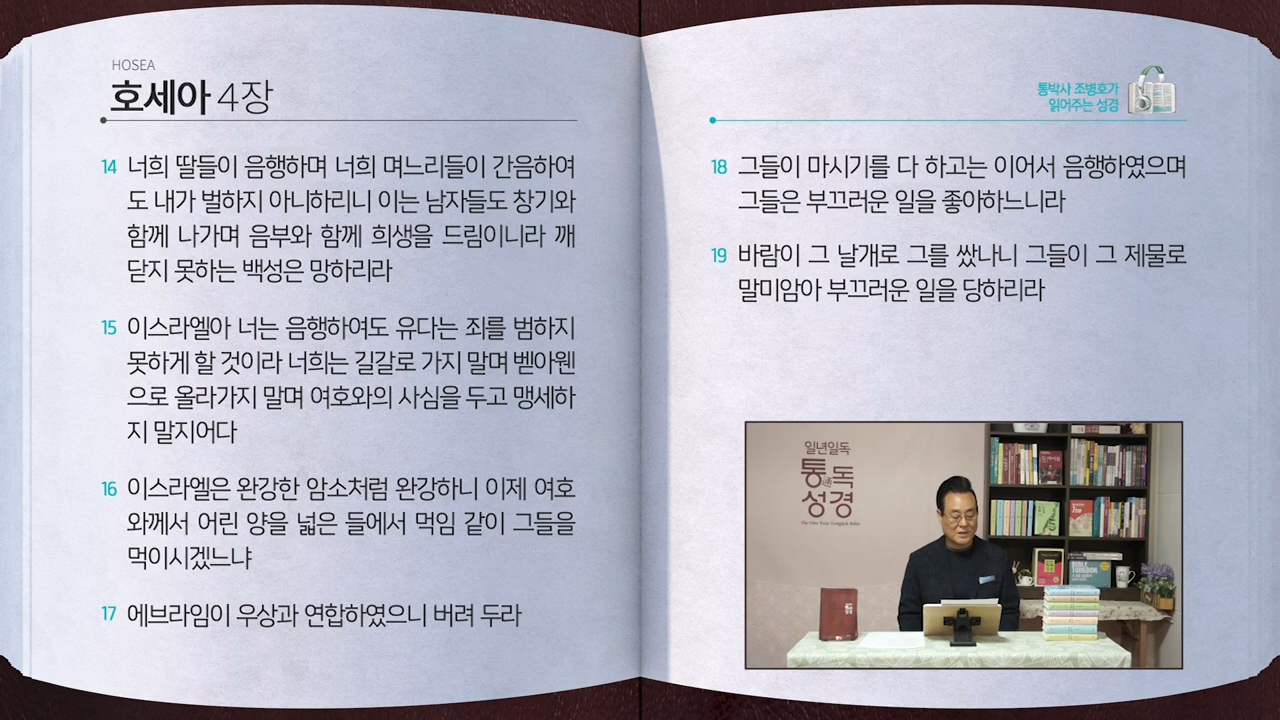 HOSEA
호세아 4장
14 너희 딸들이 음행하며 너희 며느리들이 간음하여
도 내가 벌하지 아니하리니 이는 남자들도 창기와
함께 나가며 음부와 함께 희생을 드림이니라 깨
닫지 못하는 백성은 망하리라
15 이스라엘아 너는 음행하여도 유다는 죄를 범하지
못하게 할 것이라 너희는 길갈로 가지 말며 벧아웬
으로 올라가지 말며 여호와의 사심을 두고 맹세하
지 말지어다
16 이스라엘은 완강한 암소처럼 완강하니 이제 여호
와께서 어린 양을 넓은 들에서 먹임 같이 그들을
먹이시겠느냐
17 에브라임이 우상과 연합하였으니 버려 두라
통박사 조병호가
읽어주는 성경
18 그들이 마시기를 다 하고는 이어서 음행하였으며
그들은 부끄러운 일을 좋아하느니라
19 바람이 그 날개로 그를 쌌나니 그들이 그 제물로
말미암아 부끄러운 일을 당하리라
일년일독
통독
성경
The One Year Tongdok Bible
BIBLE
TONGDOK